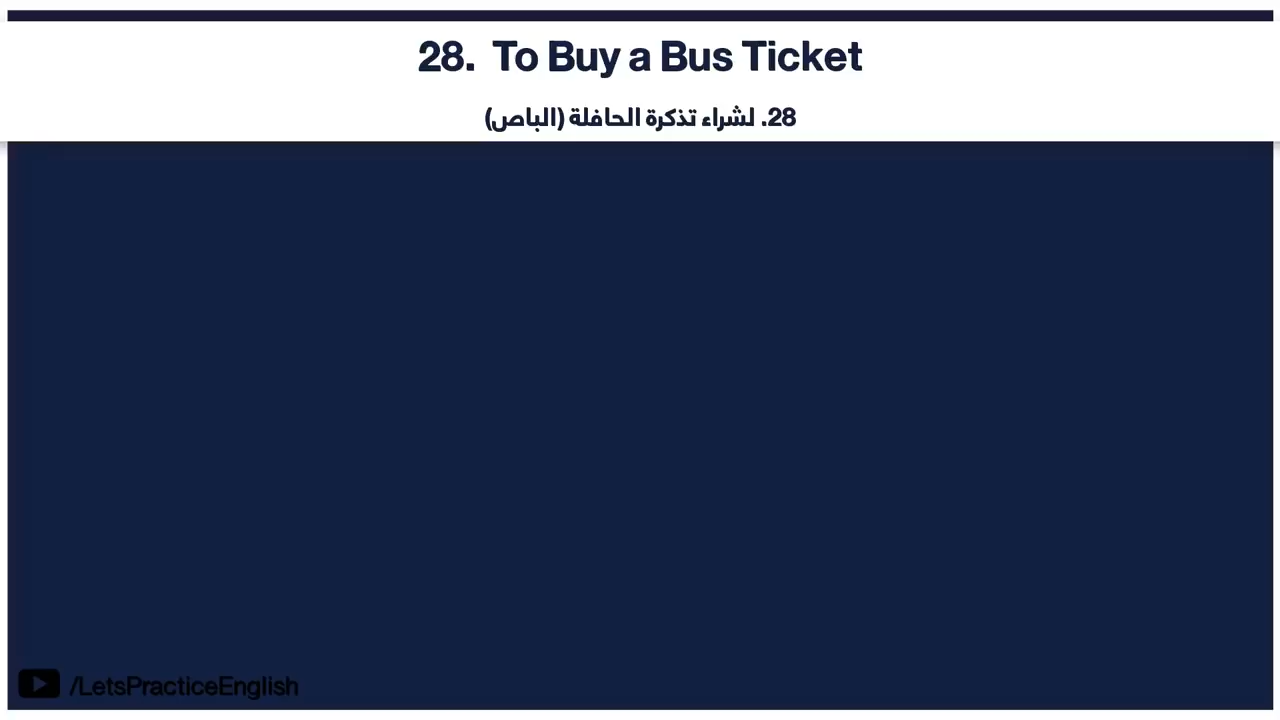 28. To Buy a Bus Ticket
28. لشراء تذكرة الحافلة (الباص)
/LetsPracticeEnglish